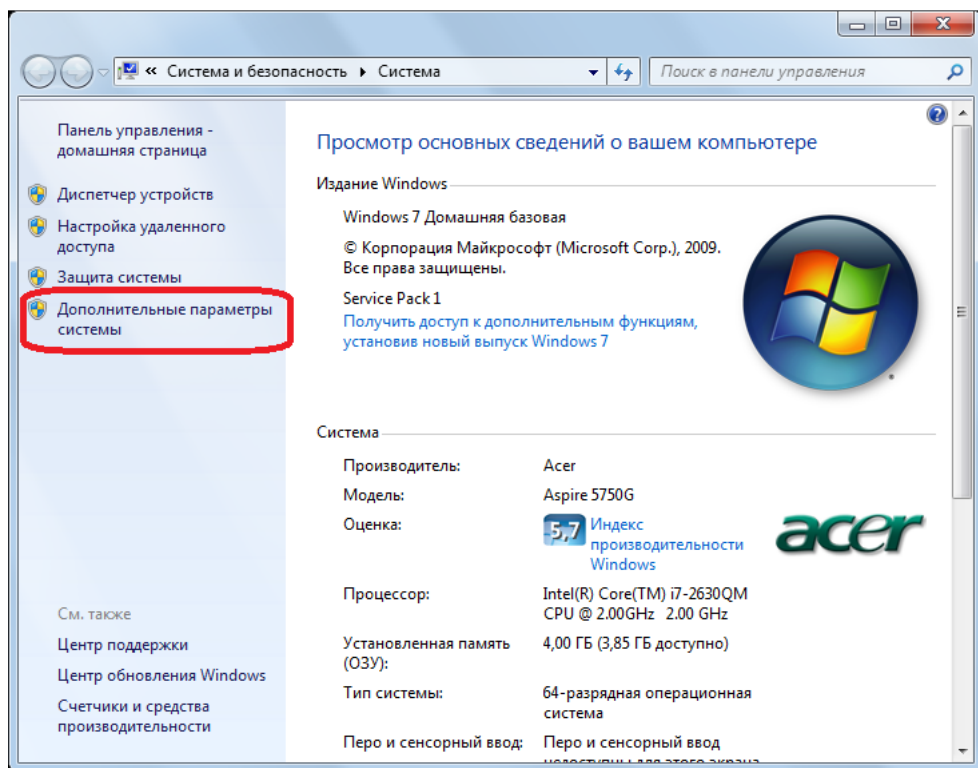 « Система и безопасность ▸ Система
Поиск в панели управления
Панель управления -
домашняя страница
Диспетчер устройств
Настройка удаленного
доступа
Защита системы
Дополнительные параметры
системы
См. также
Центр поддержки
Центр обновления Windows
Счетчики и средства
производительности
Просмотр основных сведений о вашем компьютере
Издание Windows
Windows 7 Домашняя базовая
© Корпорация Майкрософт (Microsoft Corp.), 2009.
Все права защищены.
Service Pack 1
Получить доступ к дополнительным функциям,
установив новый выпуск Windows 7
Система
Производитель: Acer
Модель: Aspire 5750G
Оценка: 5,7 Индекс
производительности
Windows
acer
Процессор: Intel(R) Core(TM) i7-2630QM
CPU @ 2.00GHz 2.00 GHz
Установленная память 4,00 ГБ (3,85 ГБ доступно)
(ОЗУ):
Тип системы: 64-разрядная операционная
система
Перо и сенсорный ввод: Перо и сенсорный ввод
недоступны для этого экрана